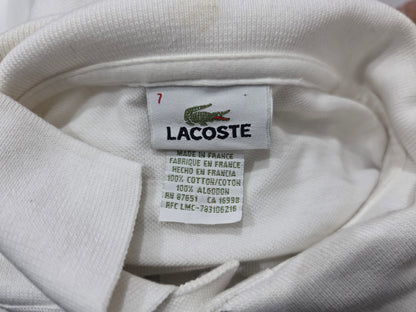 7
LACOSTE
MADE IN FRANCE
FABRIQUE EN FRANCE
HECHO EN FRANCIA
100% COTTON/COTON
100% ALGODON
RN 87651 CA 16998
RFC LMC-783106216